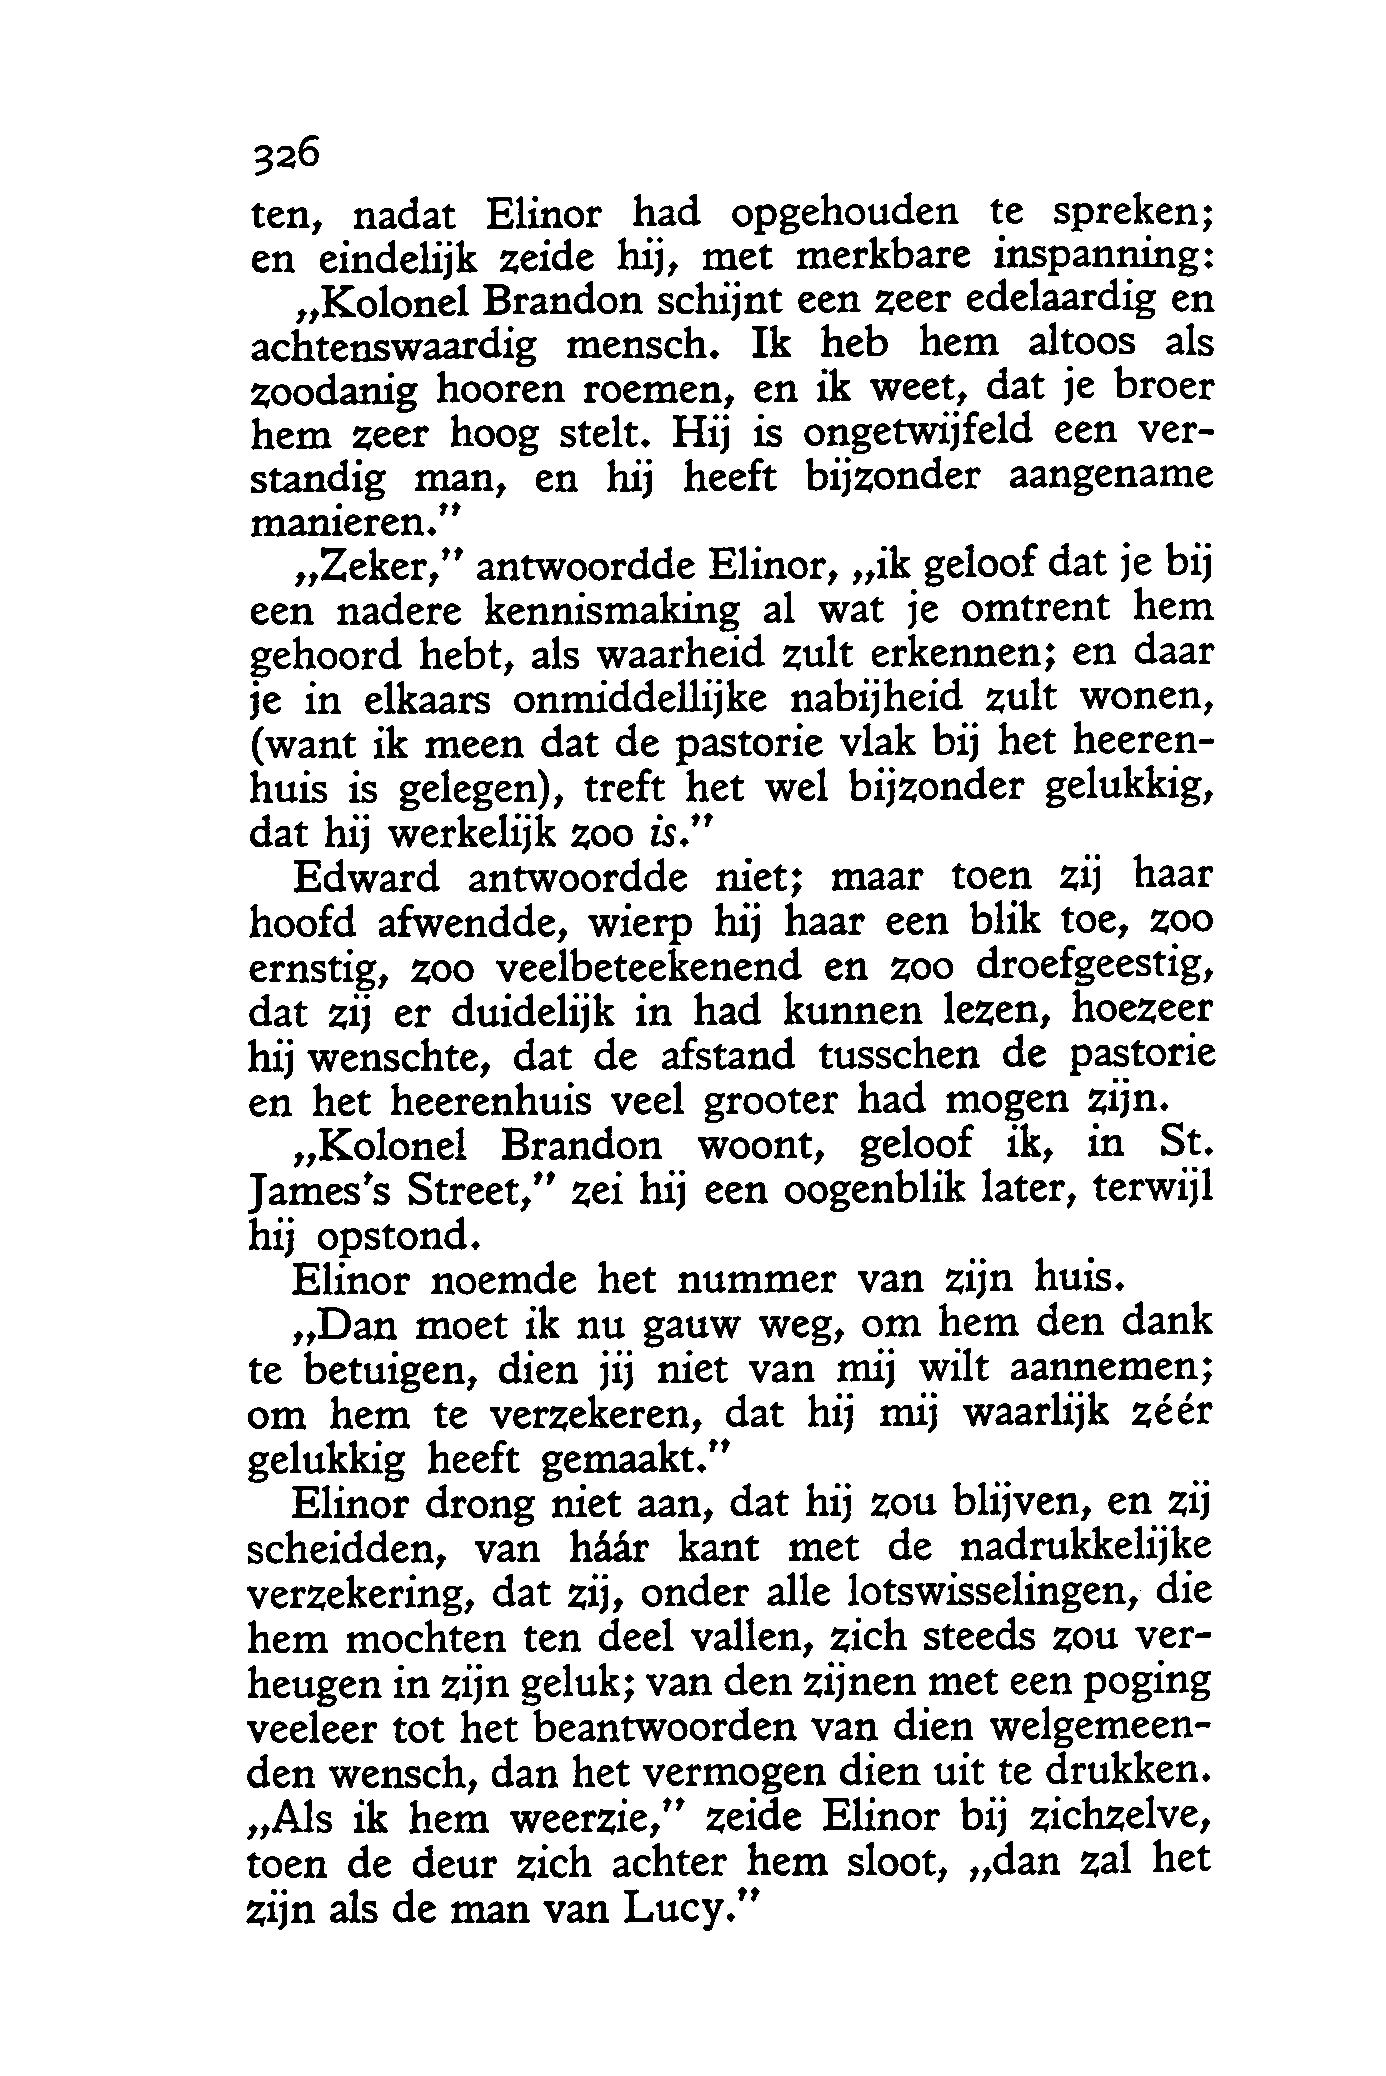 326
ten, nadat Elinor had opgehouden te spreken;
en eindelijk zeide hij, met merkbare inspanning:
„Kolonel Brandon schijnt een zeer edelaardig en
achtenswaardig mensch. Ik heb hem altoos als
zoodanig hooren roemen, en ik weet, dat je broer
hem zeer hoog stelt. Hij is ongetwijfeld een ver-
standig man, en hij heeft bijzonder aangename
manieren.”
„Zeker,” antwoordde Elinor, „ik geloof dat je bij
een nadere kennismaking al wat je omtrent hem
gehoord hebt, als waarheid zult erkennen; en daar
je in elkaars onmiddellijke nabijheid zult wonen,
(want ik meen dat de pastorie vlak bij het heeren-
huis is gelegen), treft het wel bijzonder gelukkig,
dat hij werkelijk zoo is.”
Edward antwoordde niet; maar toen zij haar
hoofd afwendde, wierp hij haar een blik toe, zoo
ernstig, zoo veelbeteekenend en zoo droefgeestig,
dat zij er duidelijk in had kunnen lezen, hoezeer
hij wenschte, dat de afstand tusschen de pastorie
en het heerenhuis veel grooter had mogen zijn.
„Kolonel Brandon woont, geloof ik, in St.
James's Street,” zei hij een oogenblik later, terwijl
hij opstond.
Elinor noemde het nummer van zijn huis.
„Dan moet ik nu gauw weg, om hem den dank
te betuigen, dien jij niet van mij wilt aannemen;
om hem te verzekeren, dat hij mij waarlijk zéér
gelukkig heeft gemaakt.”
Elinor drong niet aan, dat hij zou blijven, en zij
scheidden, van háár kant met de nadrukkelijke
verzekering, dat zij, onder alle lotswisselingen, die
hem mochten ten deel vallen, zich steeds zou ver-
heugen in zijn geluk; van den zijnen met een poging
veeleer tot het beantwoorden van dien welgemeen-
den wensch, dan het vermogen dien uit te drukken.
„Als ik hem weerzie,” zeide Elinor bij zichzelve,
toen de deur zich achter hem sloot, „dan zal het
zijn als de man van Lucy.”